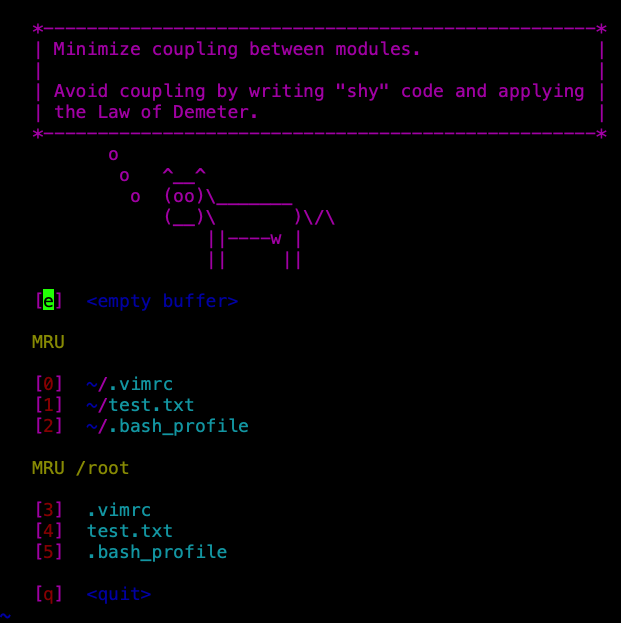 *---------------------------------------------------*
| Minimize coupling between modules.                |
|                                                   |
| Avoid coupling by writing "shy" code and applying |
| the Law of Demeter.                               |
*---------------------------------------------------*
       o
        o   ^__^
         o  (oo)\_______
            (__)\       )\/\
                ||----w |
                ||     ||
[e]  <empty buffer>
MRU
[0]  ~/.vimrc
[1]  ~/test.txt
[2]  ~/.bash_profile
MRU /root
[3]  .vimrc
[4]  test.txt
[5]  .bash_profile
[q]  <quit>
~